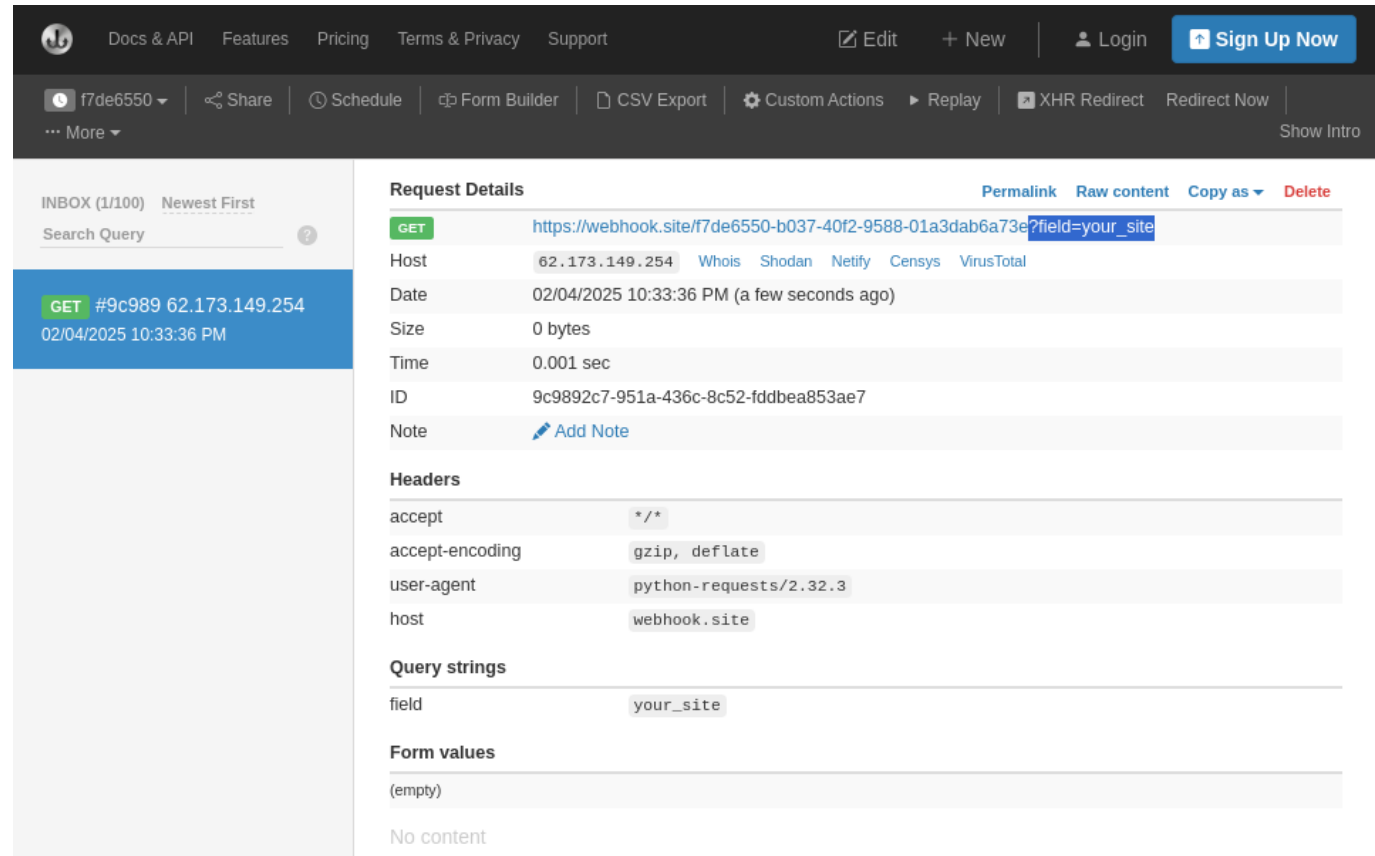 Docs & API Features Pricing Terms & Privacy Support Edit + New Login Sign Up Now
f7de6550 Share Schedule Form Builder CSV Export Custom Actions Replay XHR Redirect Redirect Now
··· More Show Intro
INBOX (1/100) Newest First
Search Query ?
GET #9c989 62.173.149.254
02/04/2025 10:33:36 PM
Request Details Permalink Raw content Copy as Delete
GET https://webhook.site/f7de6550-b037-40f2-9588-01a3dab6a73e?field=your_site
Host 62.173.149.254 Whois Shodan Netify Censys VirusTotal
Date 02/04/2025 10:33:36 PM (a few seconds ago)
Size 0 bytes
Time 0.001 sec
ID 9c9892c7-951a-436c-8c52-fddbea853ae7
Note Add Note
Headers
accept */*
accept-encoding gzip, deflate
user-agent python-requests/2.32.3
host webhook.site
Query strings
field your_site
Form values
(empty)
No content